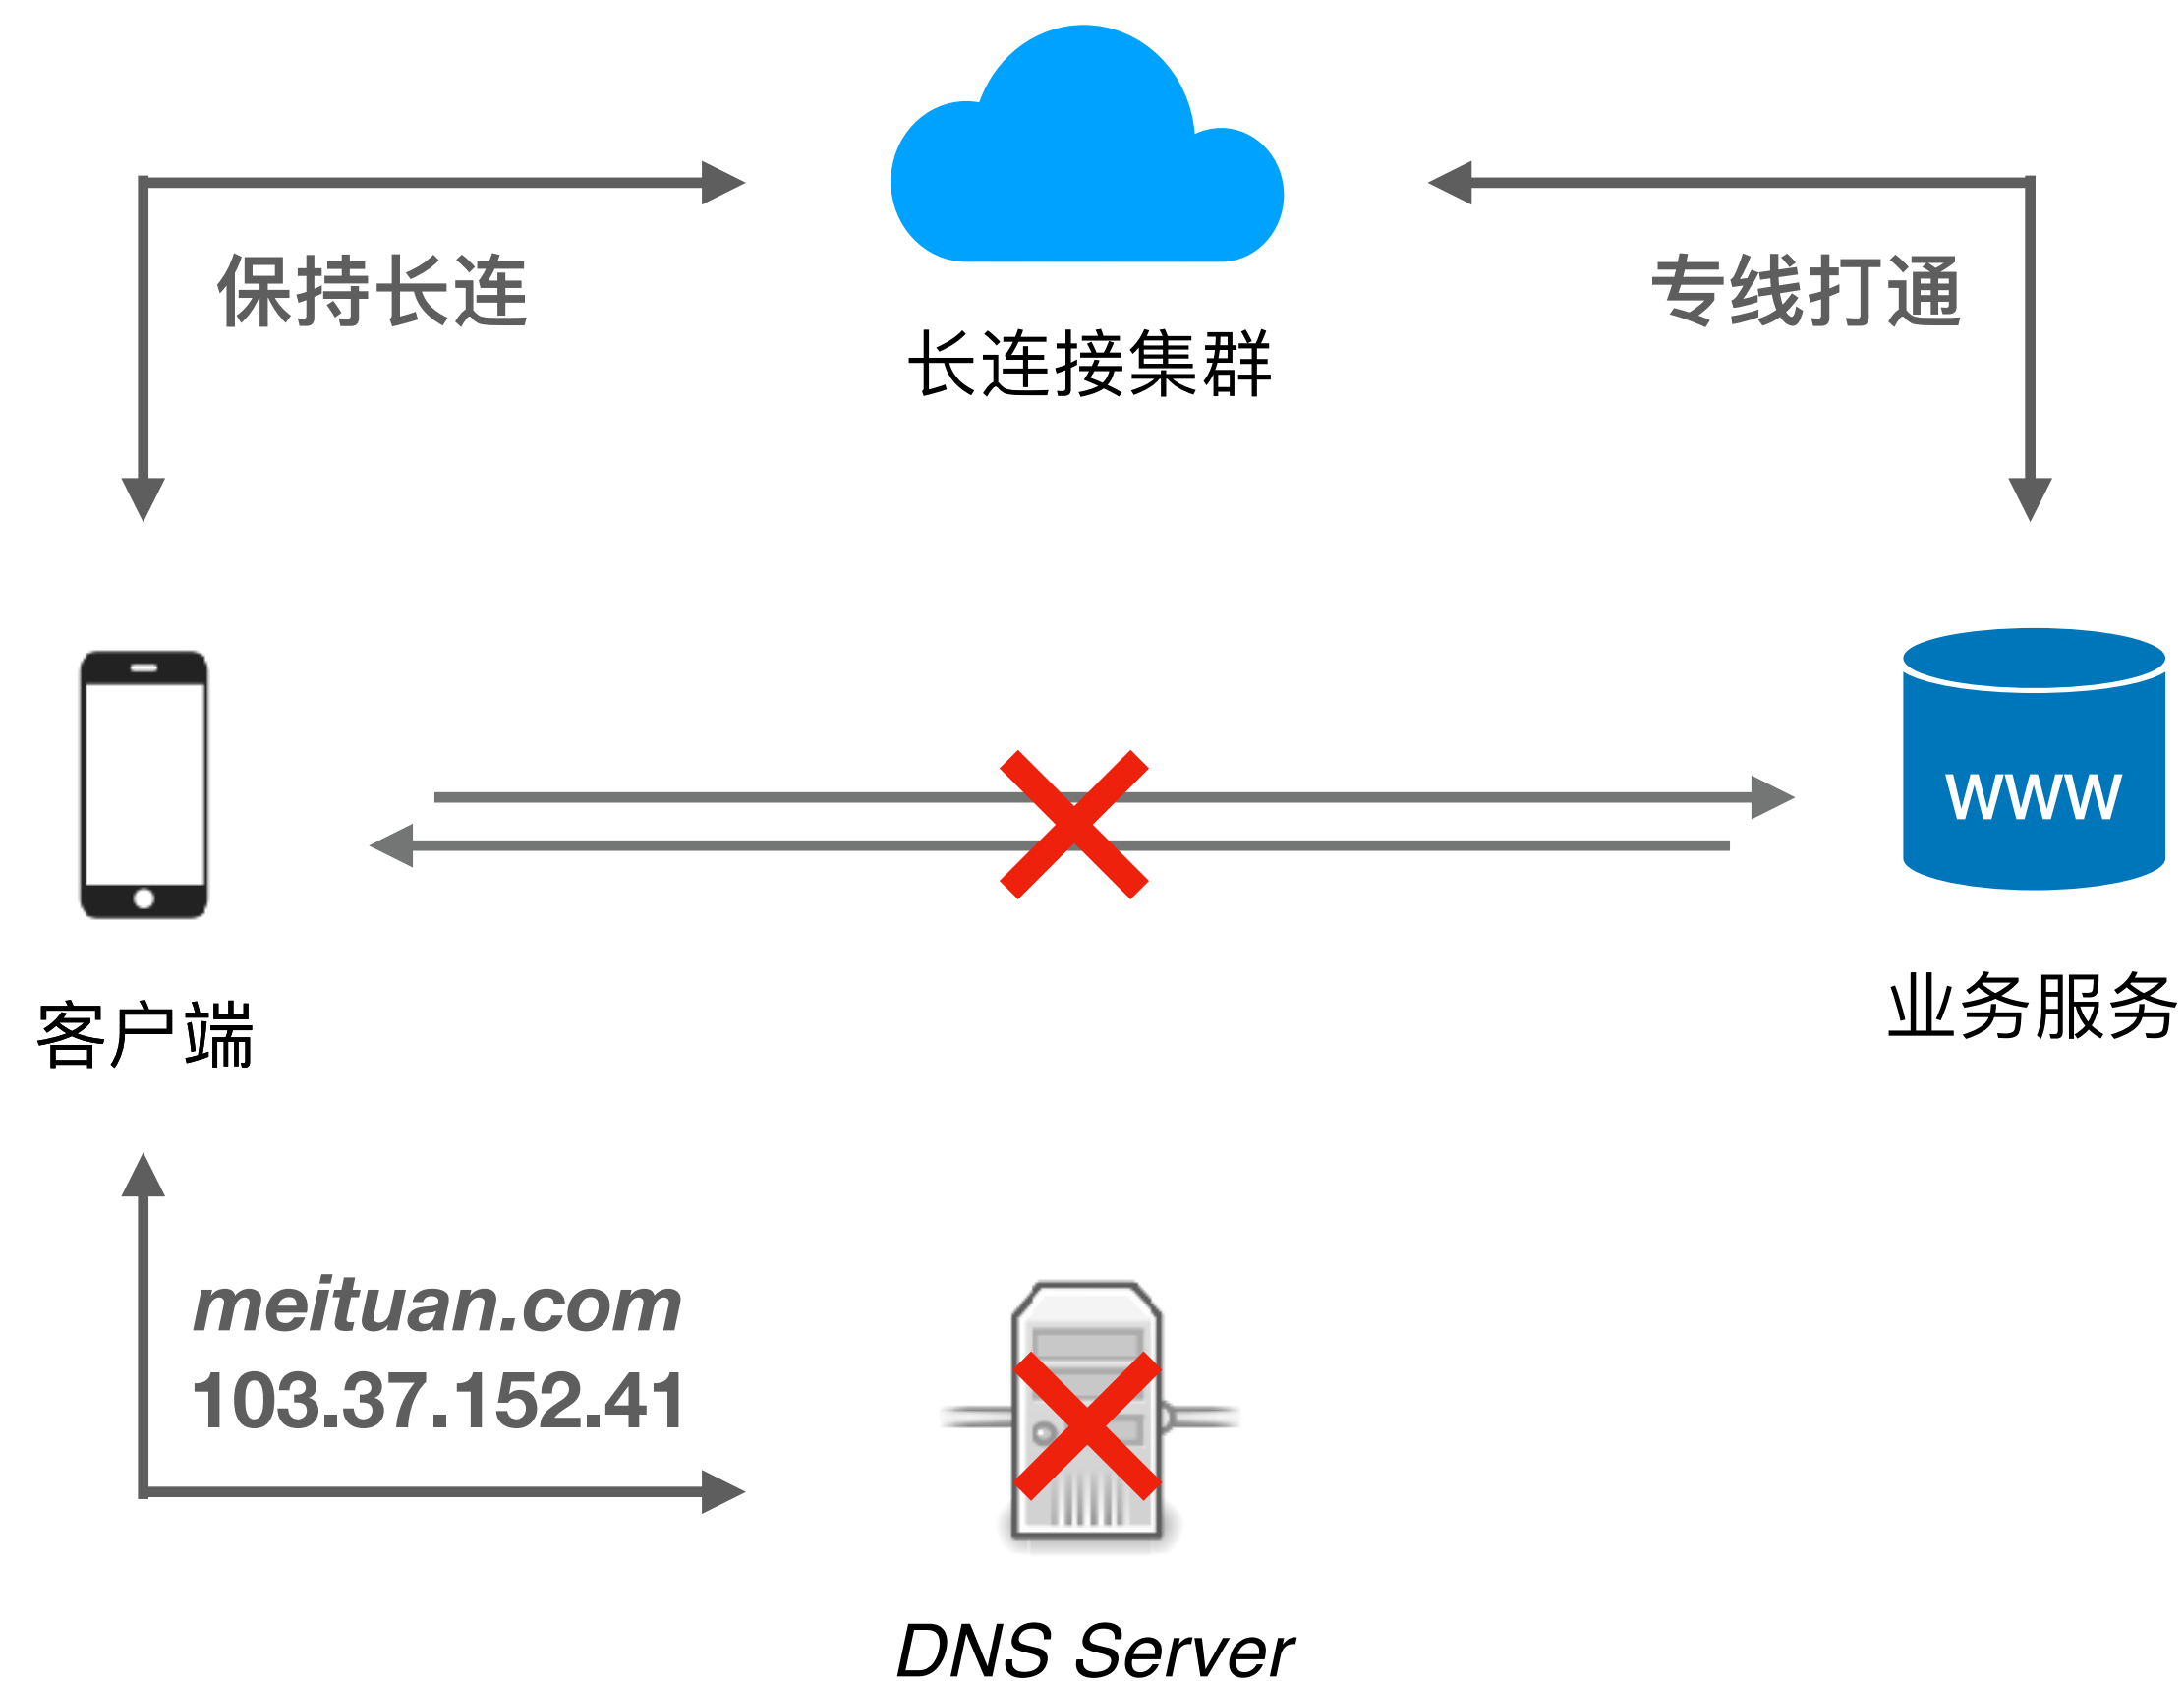 保持长连
专线打通
长连接集群
www
客户端
业务服务
meituan.com
103.37.152.41
DNS Server